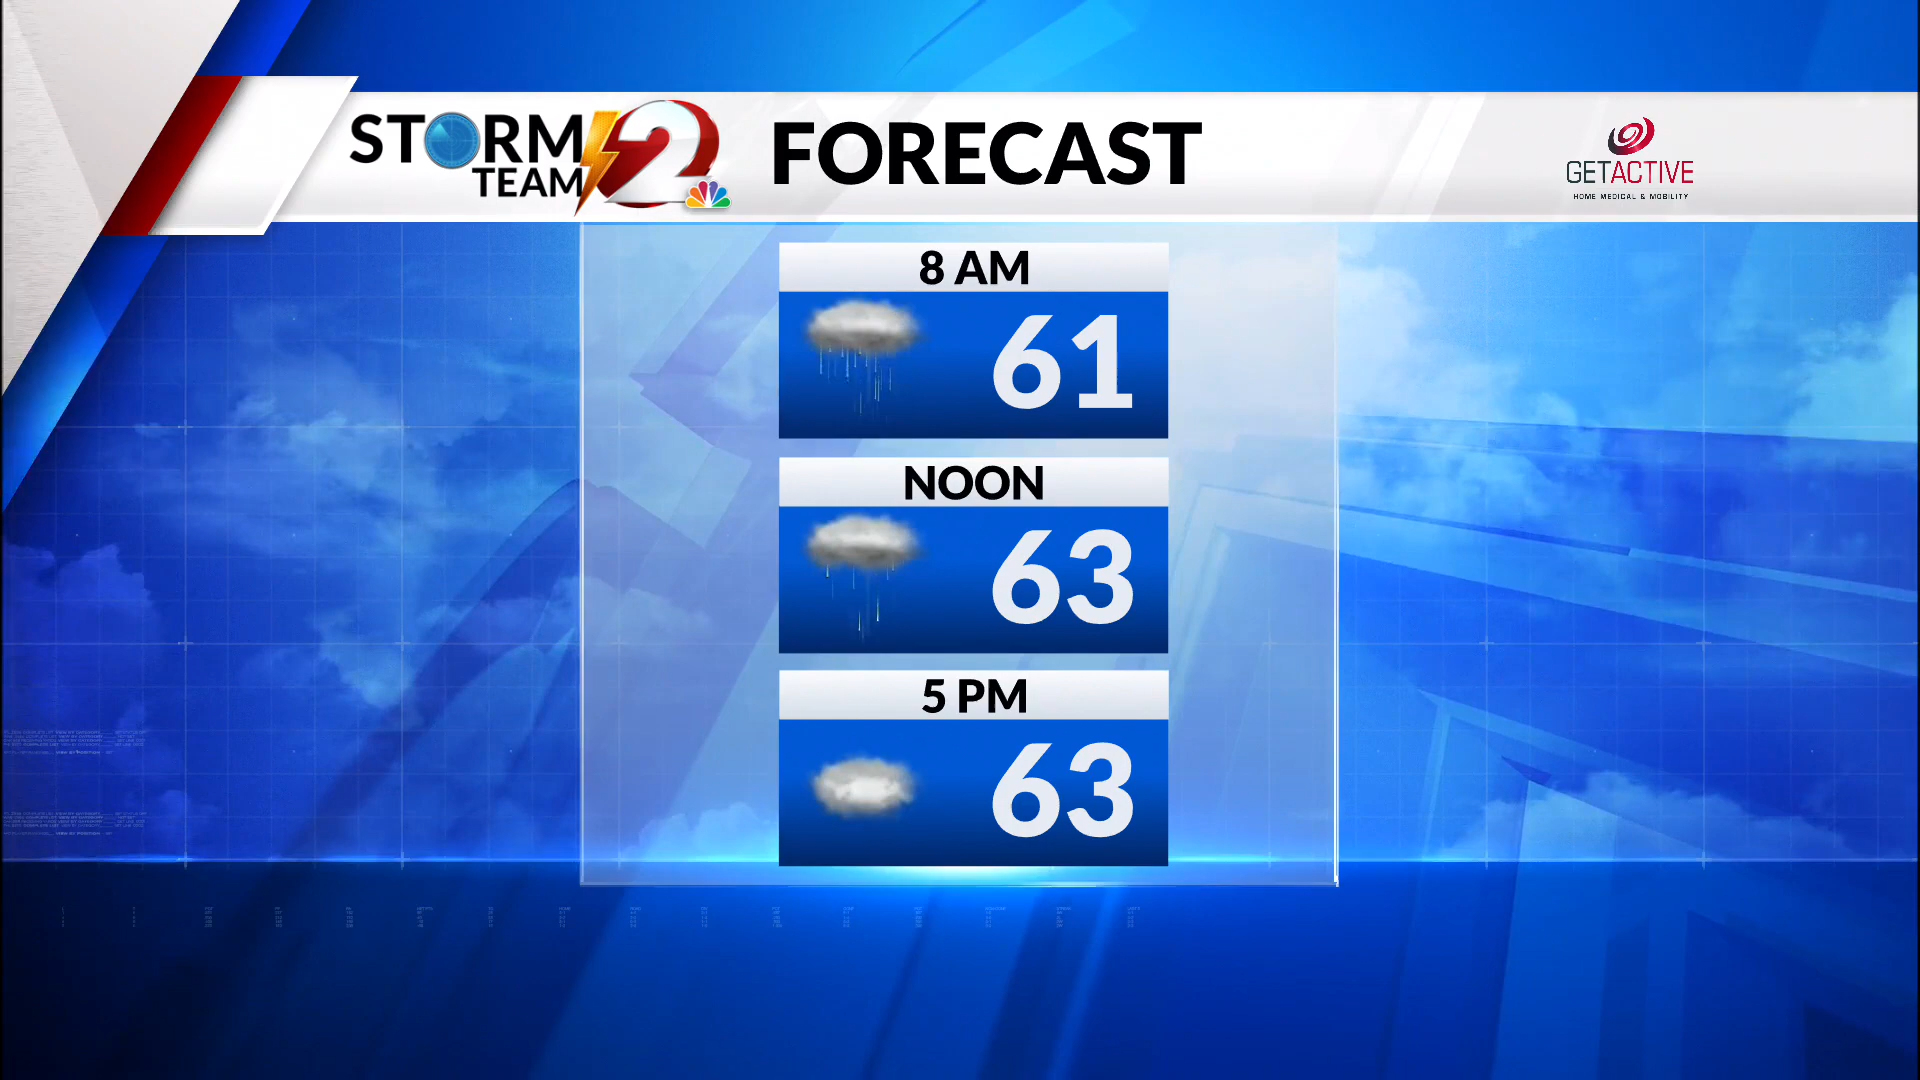 STORM
TEAM
2
FORECAST
GETACTIVE
HOME MEDICAL & MOBILITY
8 AM
61
NOON
63
5 PM
63